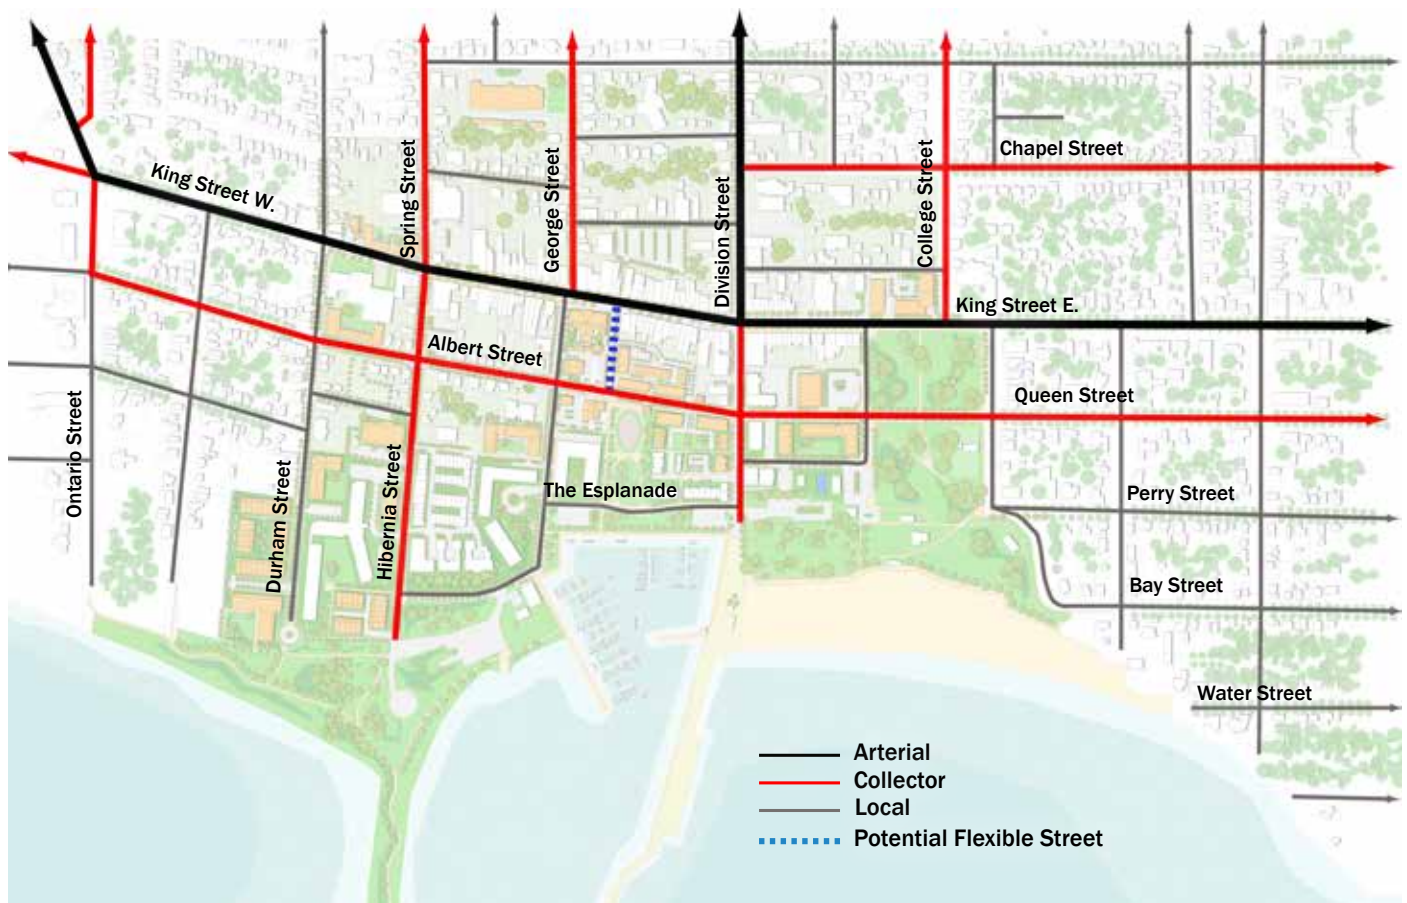 Chapel Street
King Street W.
Spring Street
George Street
Division Street
College Street
King Street E.
Albert Street
Queen Street
Ontario Street
Durham Street
Hibernia Street
The Esplanade
Perry Street
Bay Street
Water Street
Arterial
Collector
Local
Potential Flexible Street